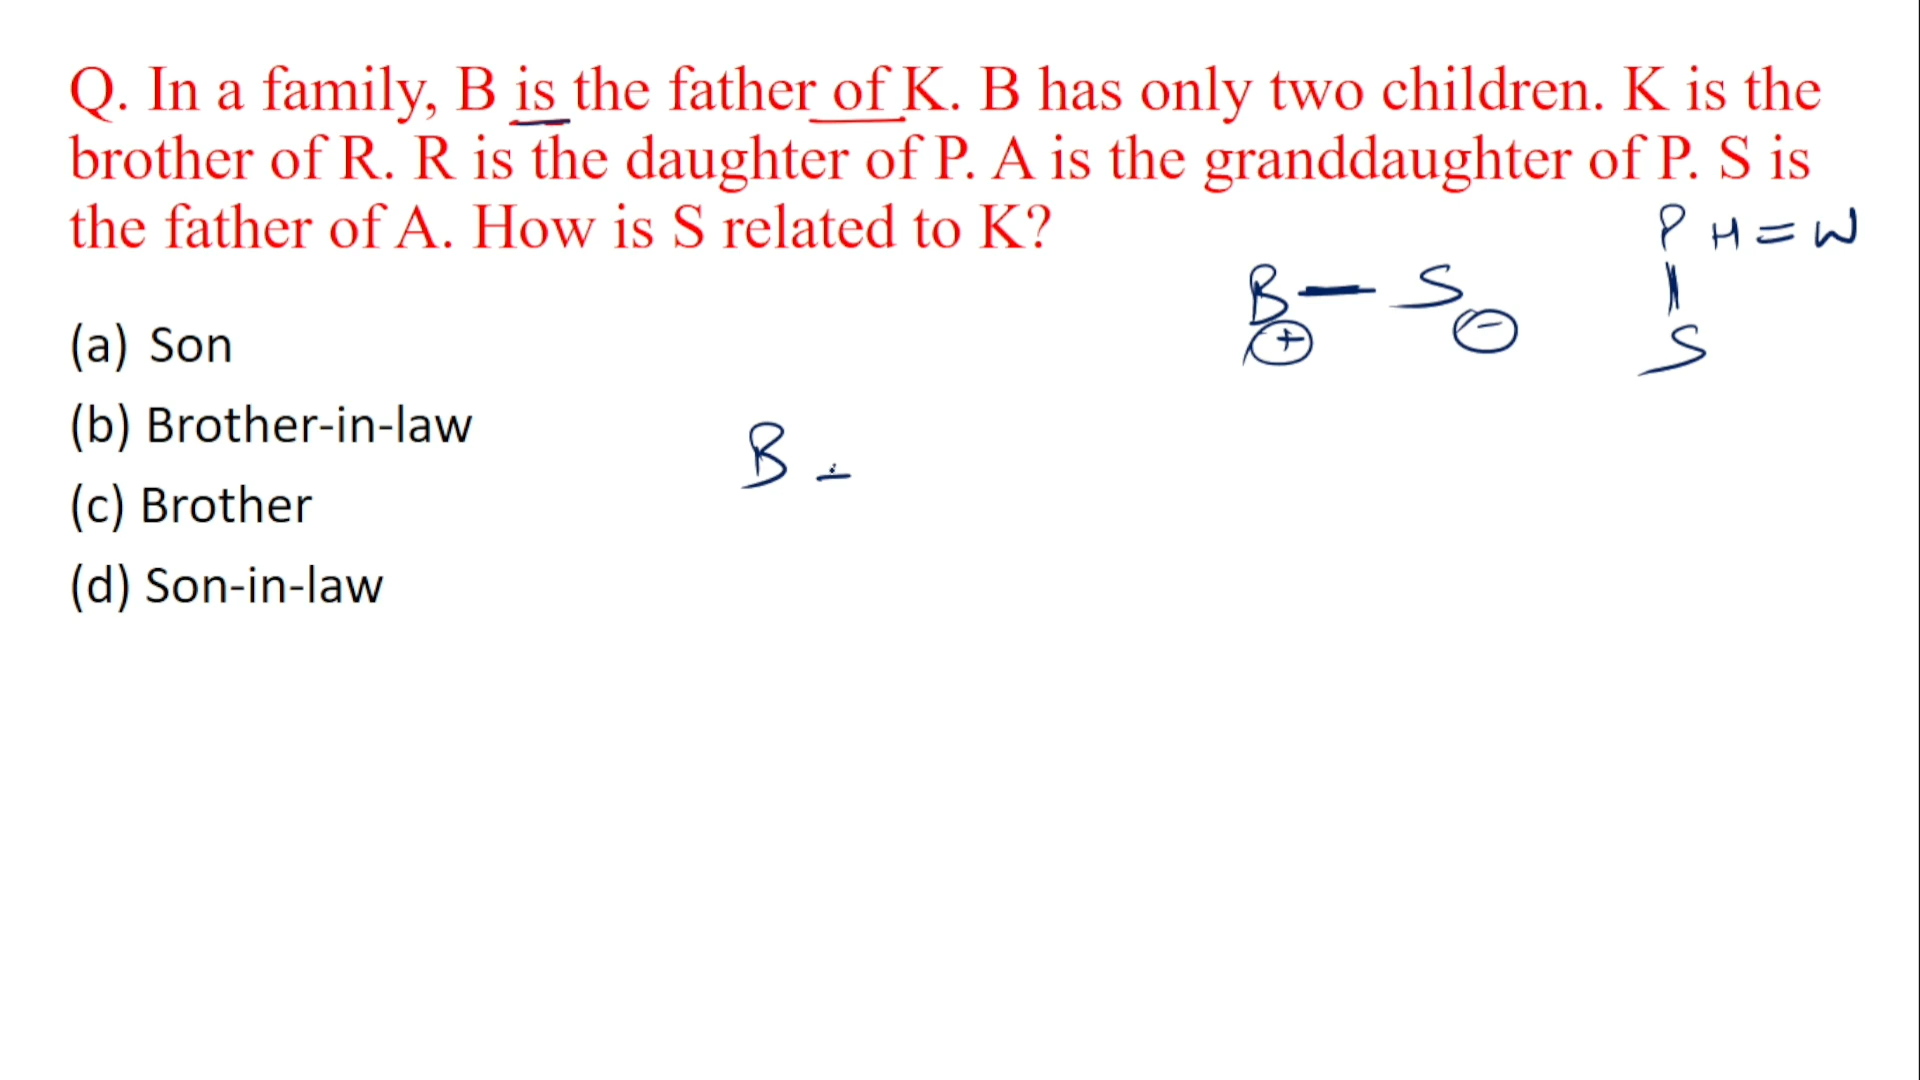 Q. In a family, B is the father of K. B has only two children. K is the
brother of R. R is the daughter of P. A is the granddaughter of P. S is
the father of A. How is S related to K?
P H = W
B — S
+ −
||
S
(a) Son
(b) Brother-in-law
B -
(c) Brother
(d) Son-in-law